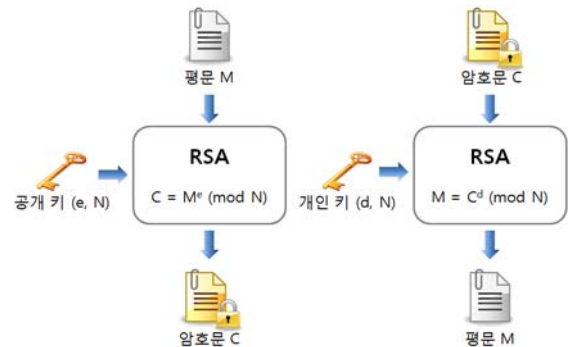 평문 M
RSA
C = Mᵉ (mod N)
공개 키 (e, N)
암호문 C
암호문 C
RSA
M = Cᵈ (mod N)
개인 키 (d, N)
평문 M